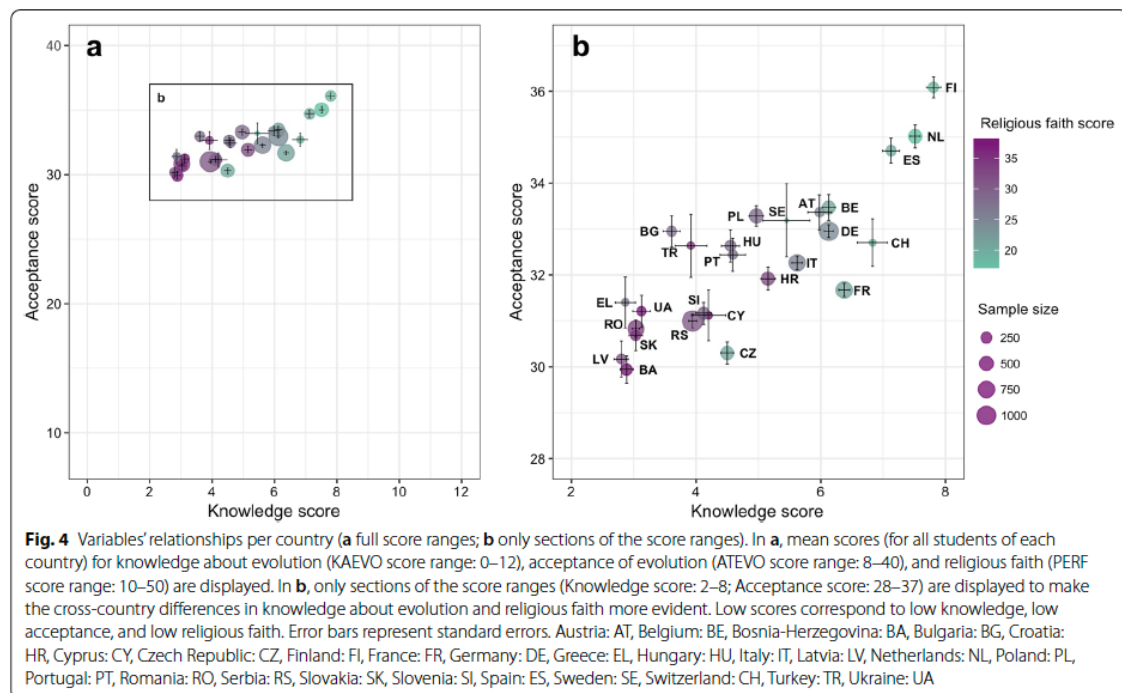 a
40
30
20
10
Acceptance score
b
0 2 4 6 8 10 12
Knowledge score
b
36
34
32
30
28
Acceptance score
FI
NL
ES
AT
BE
SE
PL
DE
BG
HU
CH
TR
PT
IT
HR
FR
EL
UA
SI
CY
RO
RS
SK
CZ
LV
BA
2 4 6 8
Knowledge score
Religious faith score
35
30
25
20
Sample size
250
500
750
1000
Fig. 4 Variables' relationships per country (a full score ranges; b only sections of the score ranges). In a, mean scores (for all students of each
country) for knowledge about evolution (KAEVO score range: 0–12), acceptance of evolution (ATEVO score range: 8–40), and religious faith (PERF
score range: 10–50) are displayed. In b, only sections of the score ranges (Knowledge score: 2–8; Acceptance score: 28–37) are displayed to make
the cross-country differences in knowledge about evolution and religious faith more evident. Low scores correspond to low knowledge, low
acceptance, and low religious faith. Error bars represent standard errors. Austria: AT, Belgium: BE, Bosnia-Herzegovina: BA, Bulgaria: BG, Croatia:
HR, Cyprus: CY, Czech Republic: CZ, Finland: FI, France: FR, Germany: DE, Greece: EL, Hungary: HU, Italy: IT, Latvia: LV, Netherlands: NL, Poland: PL,
Portugal: PT, Romania: RO, Serbia: RS, Slovakia: SK, Slovenia: SI, Spain: ES, Sweden: SE, Switzerland: CH, Turkey: TR, Ukraine: UA